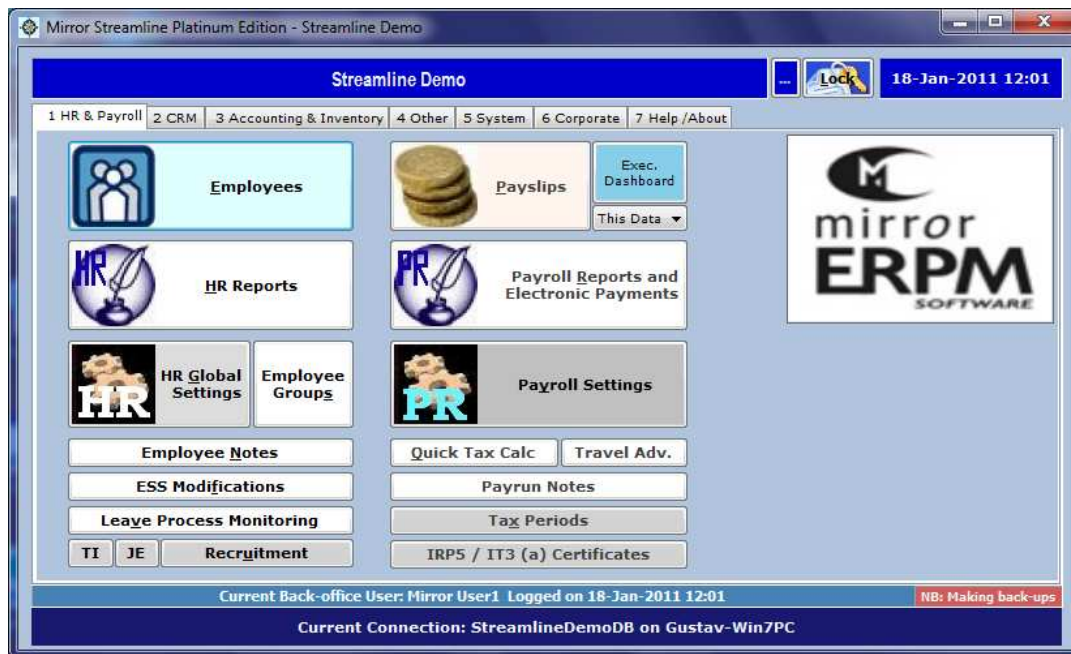 Mirror Streamline Platinum Edition - Streamline Demo
Streamline Demo
...
Lock
18-Jan-2011 12:01
1 HR & Payroll
2 CRM
3 Accounting & Inventory
4 Other
5 System
6 Corporate
7 Help /About
Employees
Payslips
Exec.
Dashboard
This Data
HR
HR Reports
PR
Payroll Reports and
Electronic Payments
M
mirror
ERPM
SOFTWARE
HR
HR Global
Settings
Employee
Groups
PR
Payroll Settings
Employee Notes
Quick Tax Calc
Travel Adv.
ESS Modifications
Payrun Notes
Leave Process Monitoring
Tax Periods
TI
JE
Recruitment
IRP5 / IT3 (a) Certificates
Current Back-office User: Mirror User1 Logged on 18-Jan-2011 12:01
NB: Making back-ups
Current Connection: StreamlineDemoDB on Gustav-Win7PC